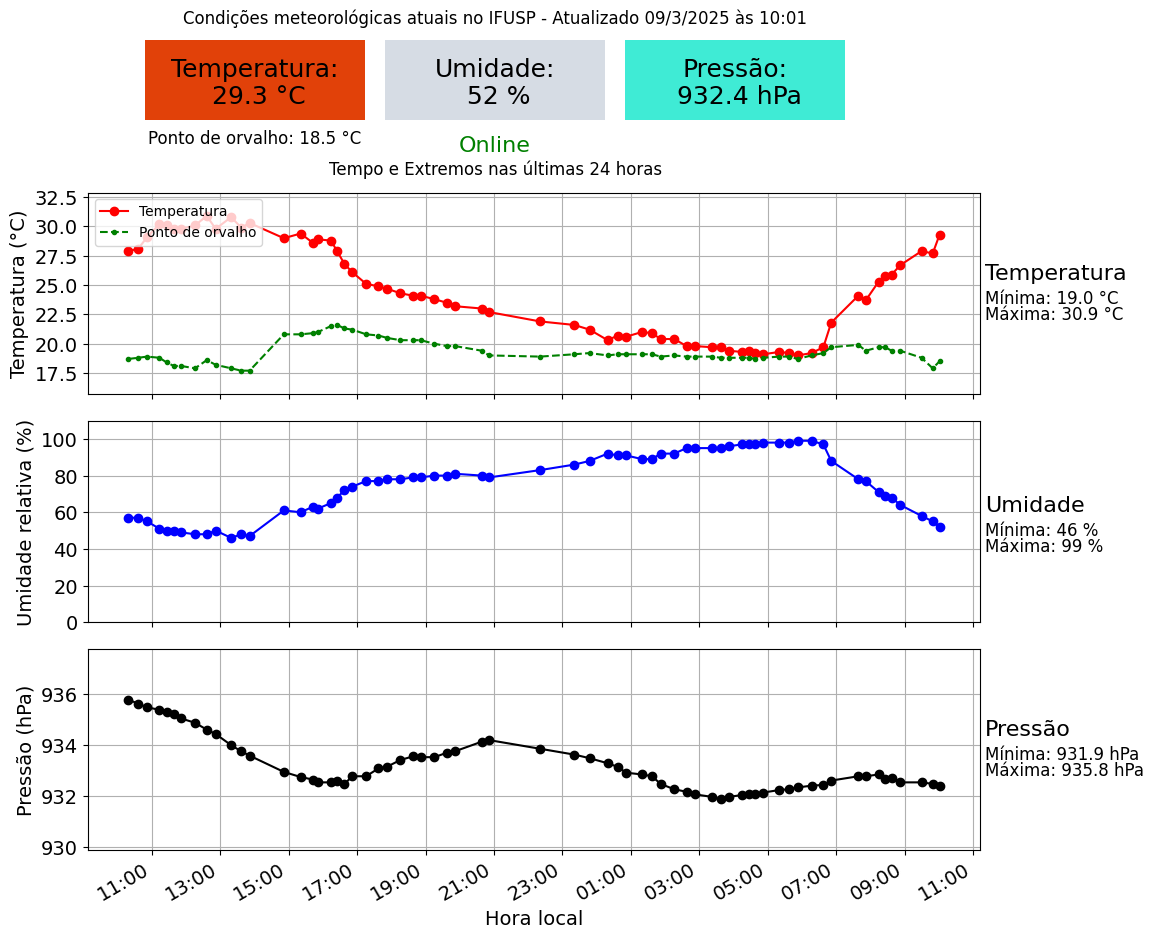 Condições meteorológicas atuais no IFUSP - Atualizado 09/3/2025 às 10:01
Temperatura:
29.3 °C
Umidade:
52 %
Pressão:
932.4 hPa
Ponto de orvalho: 18.5 °C
Online
Tempo e Extremos nas últimas 24 horas
Temperatura (°C)
32.5
30.0
27.5
25.0
22.5
20.0
17.5
Temperatura
Ponto de orvalho
Temperatura
Mínima: 19.0 °C
Máxima: 30.9 °C
Umidade relativa (%)
100
80
60
40
20
0
Umidade
Mínima: 46 %
Máxima: 99 %
Pressão (hPa)
936
934
932
930
Pressão
Mínima: 931.9 hPa
Máxima: 935.8 hPa
11:00 13:00 15:00 17:00 19:00 21:00 23:00 01:00 03:00 05:00 07:00 09:00 11:00
Hora local